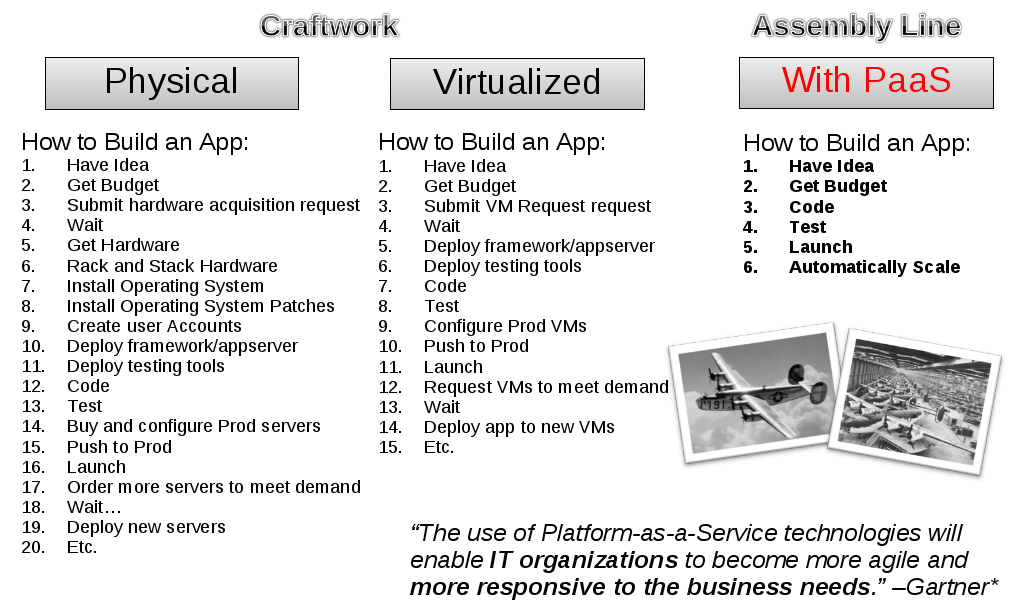 Craftwork
Assembly Line
Physical
Virtualized
With PaaS
How to Build an App:
1. Have Idea
2. Get Budget
3. Submit hardware acquisition request
4. Wait
5. Get Hardware
6. Rack and Stack Hardware
7. Install Operating System
8. Install Operating System Patches
9. Create user Accounts
10. Deploy framework/appserver
11. Deploy testing tools
12. Code
13. Test
14. Buy and configure Prod servers
15. Push to Prod
16. Launch
17. Order more servers to meet demand
18. Wait…
19. Deploy new servers
20. Etc.
How to Build an App:
1. Have Idea
2. Get Budget
3. Submit VM Request request
4. Wait
5. Deploy framework/appserver
6. Deploy testing tools
7. Code
8. Test
9. Configure Prod VMs
10. Push to Prod
11. Launch
12. Request VMs to meet demand
13. Wait
14. Deploy app to new VMs
15. Etc.
How to Build an App:
1. Have Idea
2. Get Budget
3. Code
4. Test
5. Launch
6. Automatically Scale
“The use of Platform-as-a-Service technologies will
enable IT organizations to become more agile and
more responsive to the business needs.” –Gartner*